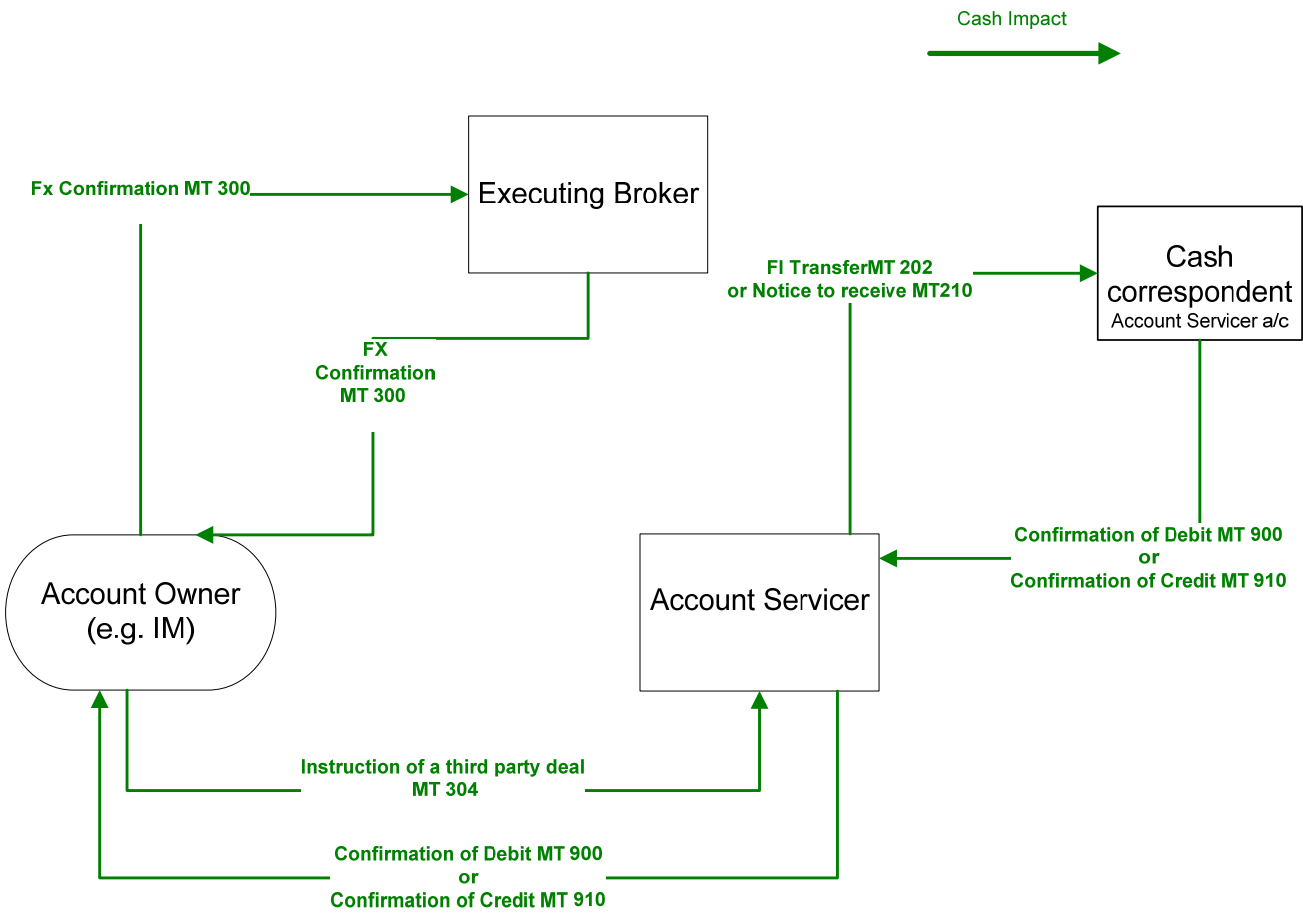 Cash Impact
Fx Confirmation MT 300
Executing Broker
FI TransferMT 202
or Notice to receive MT210
Cash
correspondent
Account Servicer a/c
FX
Confirmation
MT 300
Confirmation of Debit MT 900
or
Confirmation of Credit MT 910
Account Owner
(e.g. IM)
Account Servicer
Instruction of a third party deal
MT 304
Confirmation of Debit MT 900
or
Confirmation of Credit MT 910